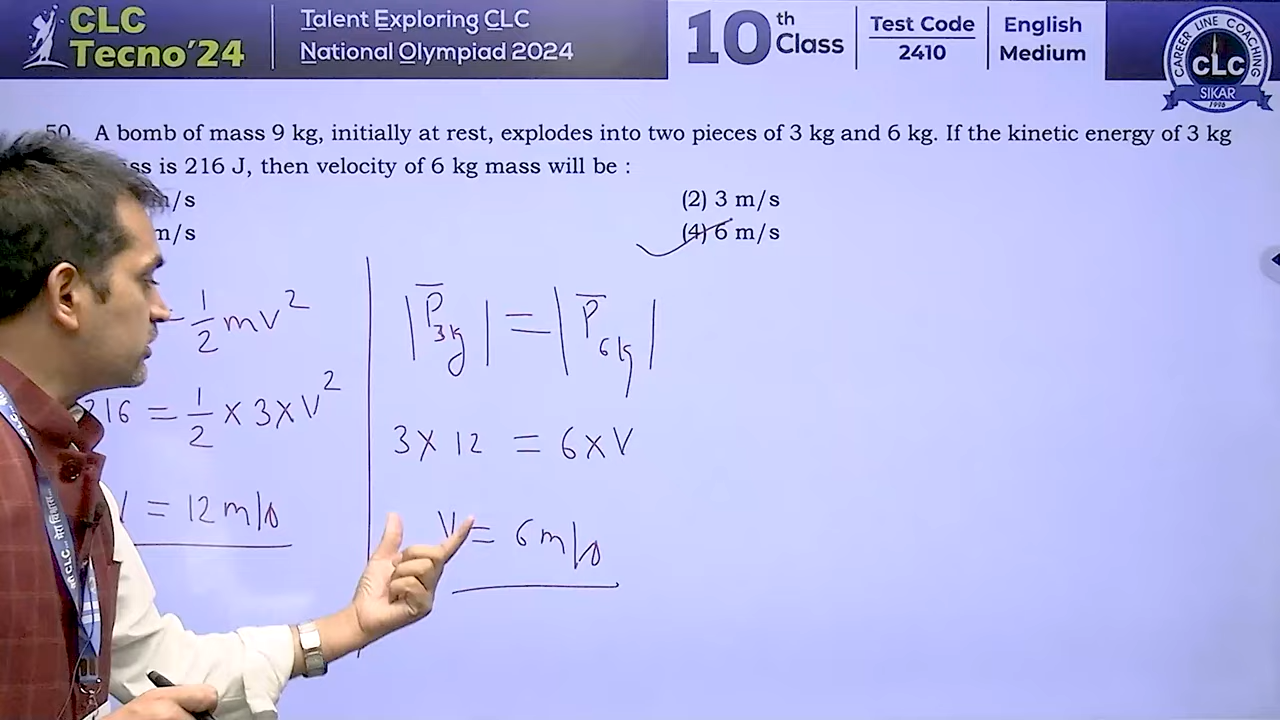 CLC
Tecno'24
Talent Exploring CLC
National Olympiad 2024
10th Class
Test Code
2410
English
Medium
CAREER LINE COACHING
CLC
SIKAR
1996
50. A bomb of mass 9 kg, initially at rest, explodes into two pieces of 3 kg and 6 kg. If the kinetic energy of 3 kg
is 216 J, then velocity of 6 kg mass will be :
m/s
(2) 3 m/s
m/s
(4) 6 m/s
= 1/2 mv²
216 = 1/2 × 3 × V²
V = 12 m/s
|P̅ 3kg| = |P̅ 6kg|
3 × 12 = 6 × V
V = 6 m/s